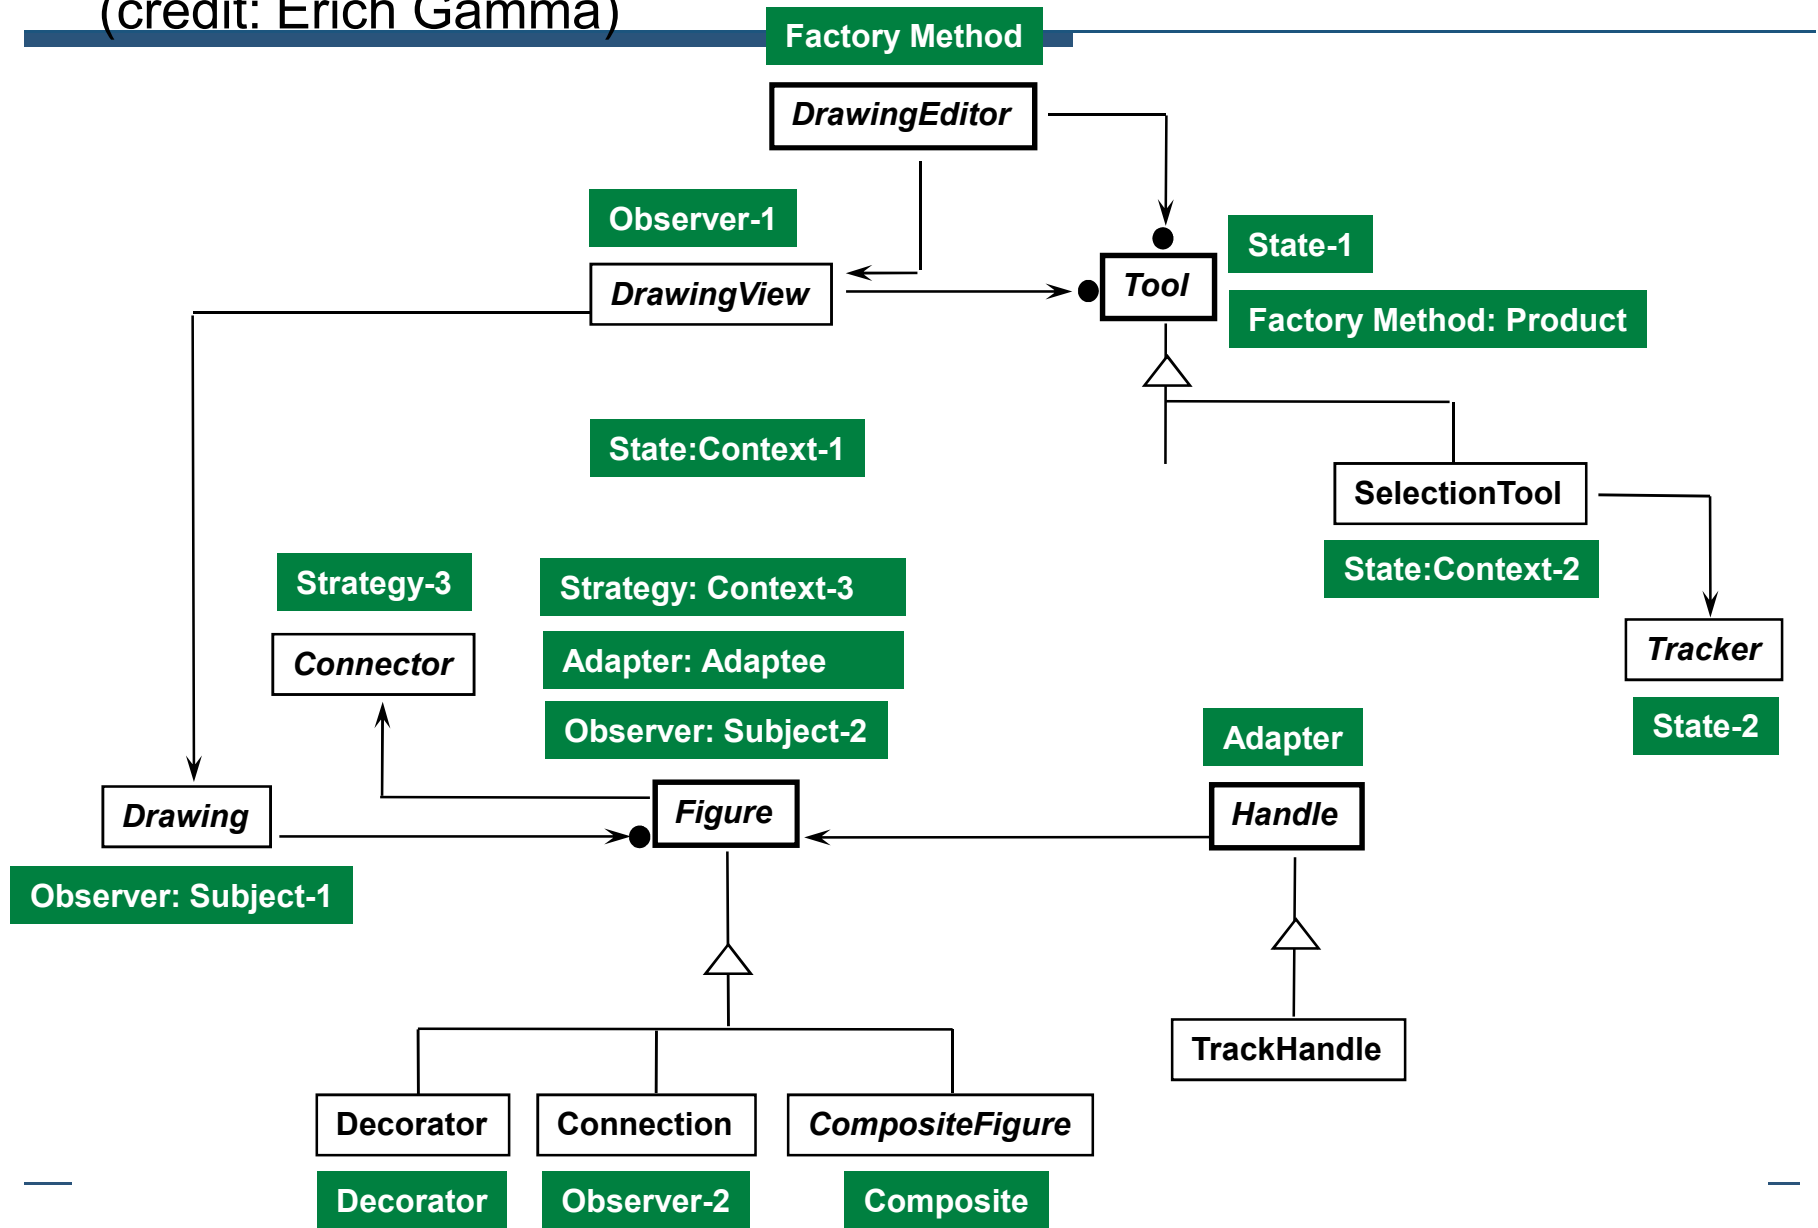 (credit: Erich Gamma)
Factory Method
DrawingEditor
Observer-1
DrawingView
State-1
Tool
Factory Method: Product
State:Context-1
SelectionTool
State:Context-2
Strategy-3
Strategy: Context-3
Connector
Adapter: Adaptee
Tracker
Observer: Subject-2
State-2
Adapter
Drawing
Figure
Handle
Observer: Subject-1
TrackHandle
Decorator
Connection
CompositeFigure
Decorator
Observer-2
Composite